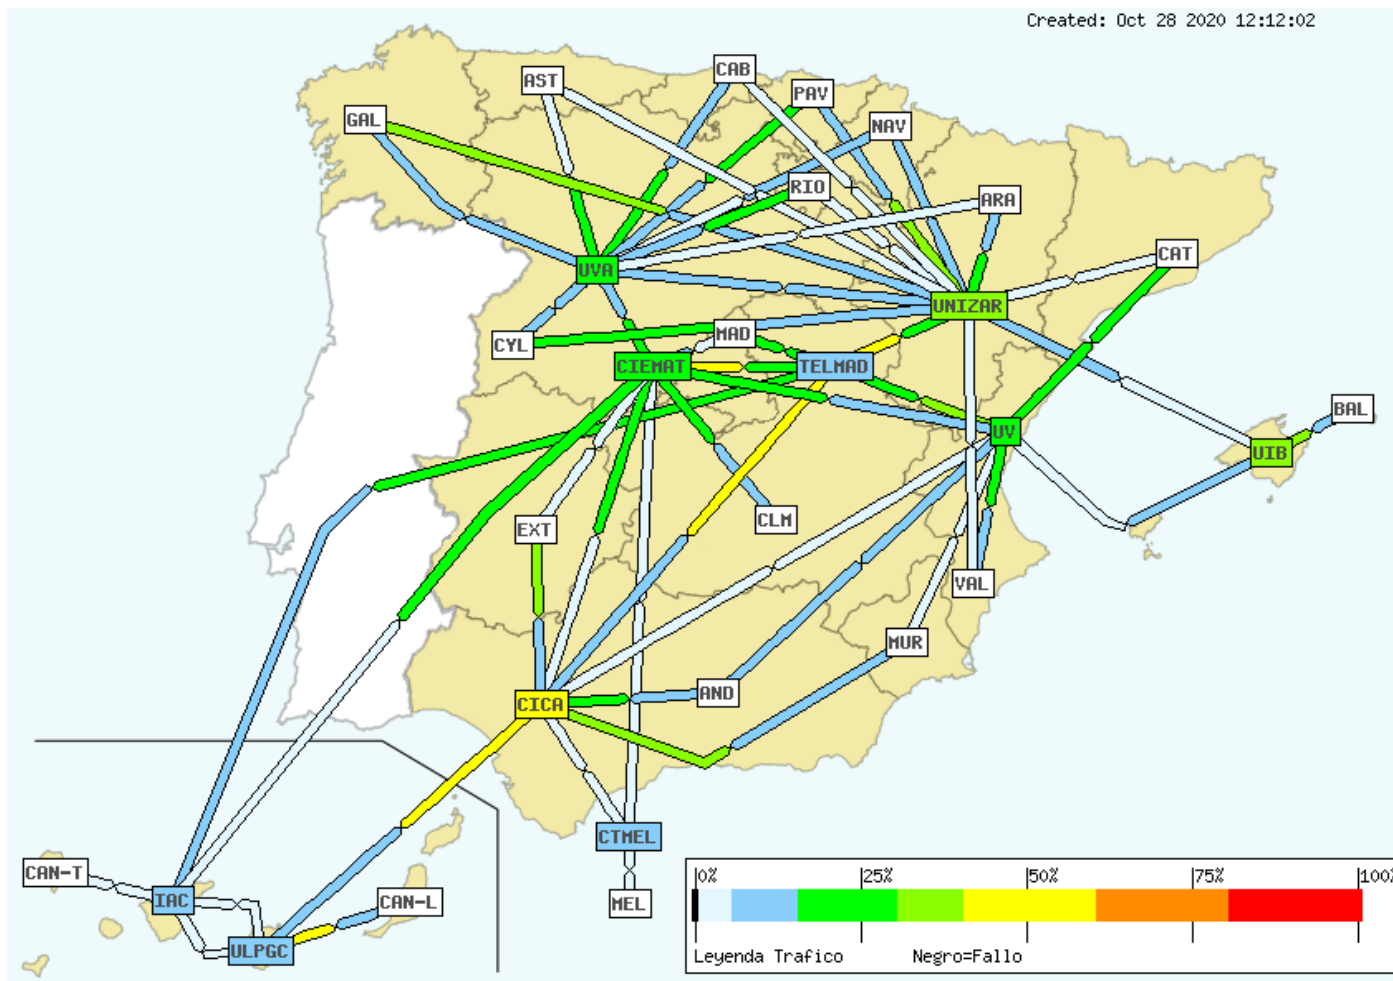 Created: Oct 28 2020 12:12:02
CAB
AST
PAV
GAL
NAV
RIO
ARA
CAT
UVA
UNIZAR
MAD
CYL
CIEMAT
TELMAD
BAL
UV
UIB
CLM
EXT
VAL
MUR
AND
CICA
CTMEL
CAN-T
IAC
CAN-L
MEL
ULPGC
0% 25% 50% 75% 100%
Leyenda Trafico Negro=Fallo